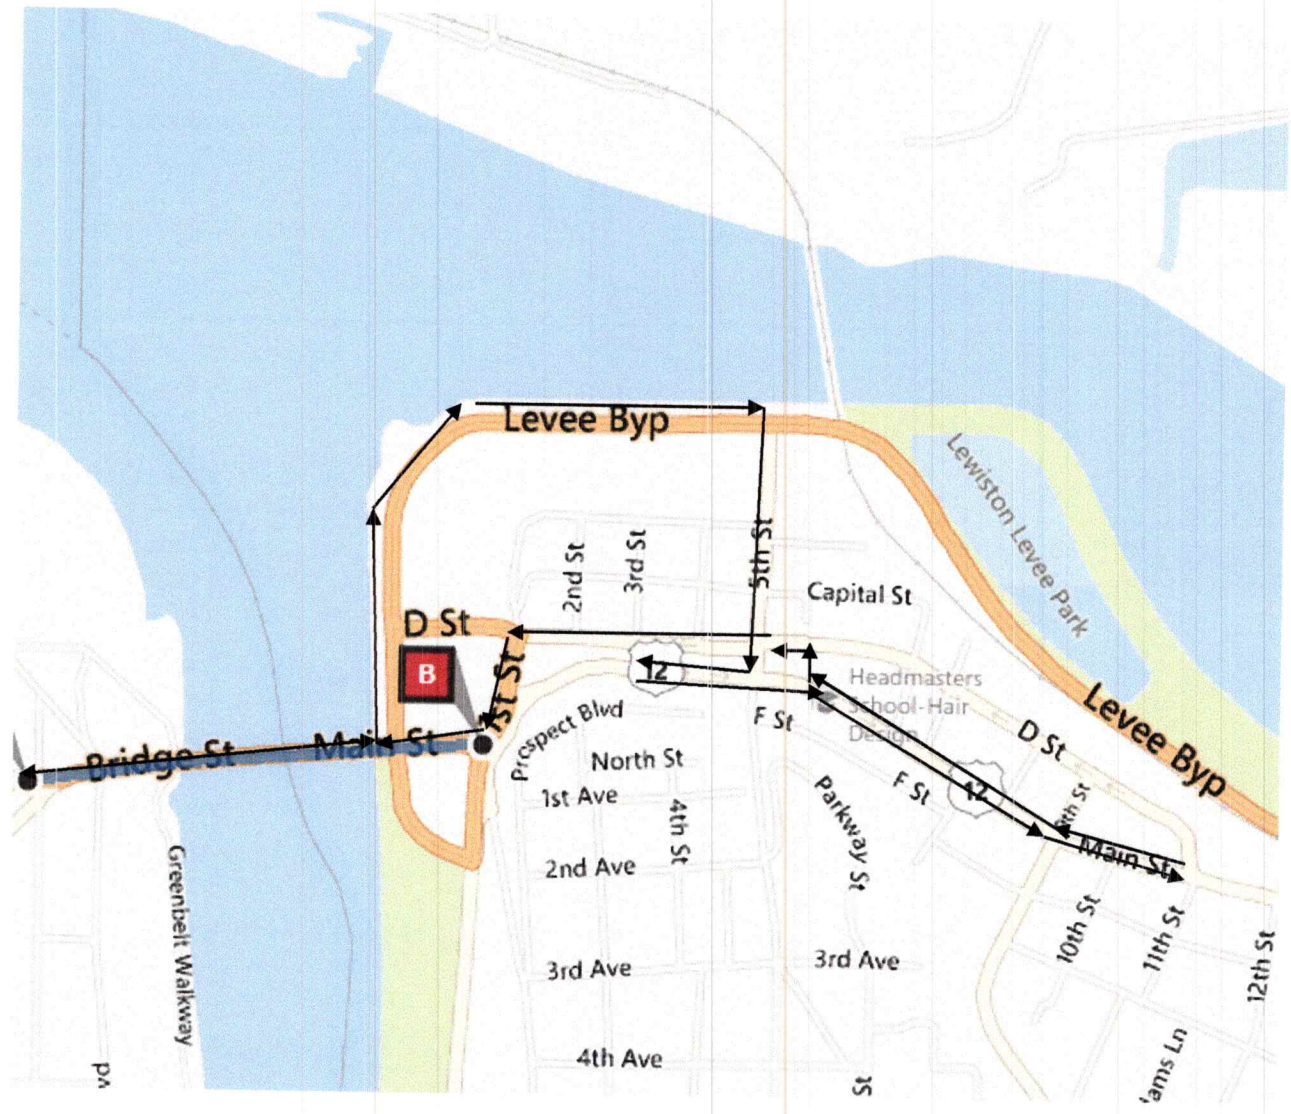 Levee Byp
Lewiston Levee Park
2nd St
3rd St
5th St
Capital St
D St
B
1st St
12
Headmasters
School-Hair
Design
Levee Byp
Prospect Blvd
F St
D St
Bridge St
Main St
North St
F St
12
9th St
1st Ave
4th St
Parkway St
Main St
2nd Ave
Greenbelt Walkway
10th St
11th St
12th St
3rd Ave
3rd Ave
4th Ave
St